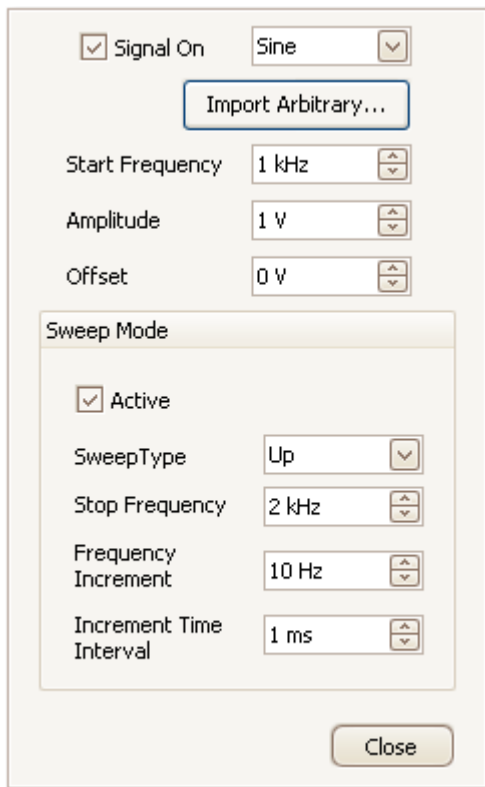 Signal On Sine
Import Arbitrary...
Start Frequency 1 kHz
Amplitude 1 V
Offset 0 V
Sweep Mode
Active
SweepType Up
Stop Frequency 2 kHz
Frequency
Increment 10 Hz
Increment Time
Interval 1 ms
Close